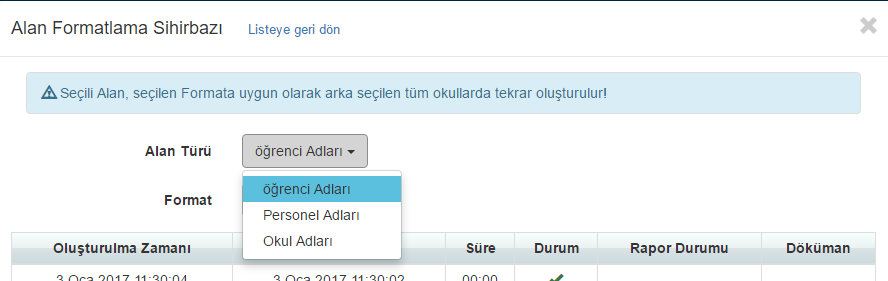 Alan Formatlama Sihirbazı Listeye geri dön
Seçili Alan, seçilen Formata uygun olarak arka seçilen tüm okullarda tekrar oluşturulur!
Alan Türü öğrenci Adları
öğrenci Adları
Format
Personel Adları
Okul Adları
Oluşturulma Zamanı Süre Durum Rapor Durumu Döküman
3 Oca 2017 11:30:04 3 Oca 2017 11:30:02 00:00